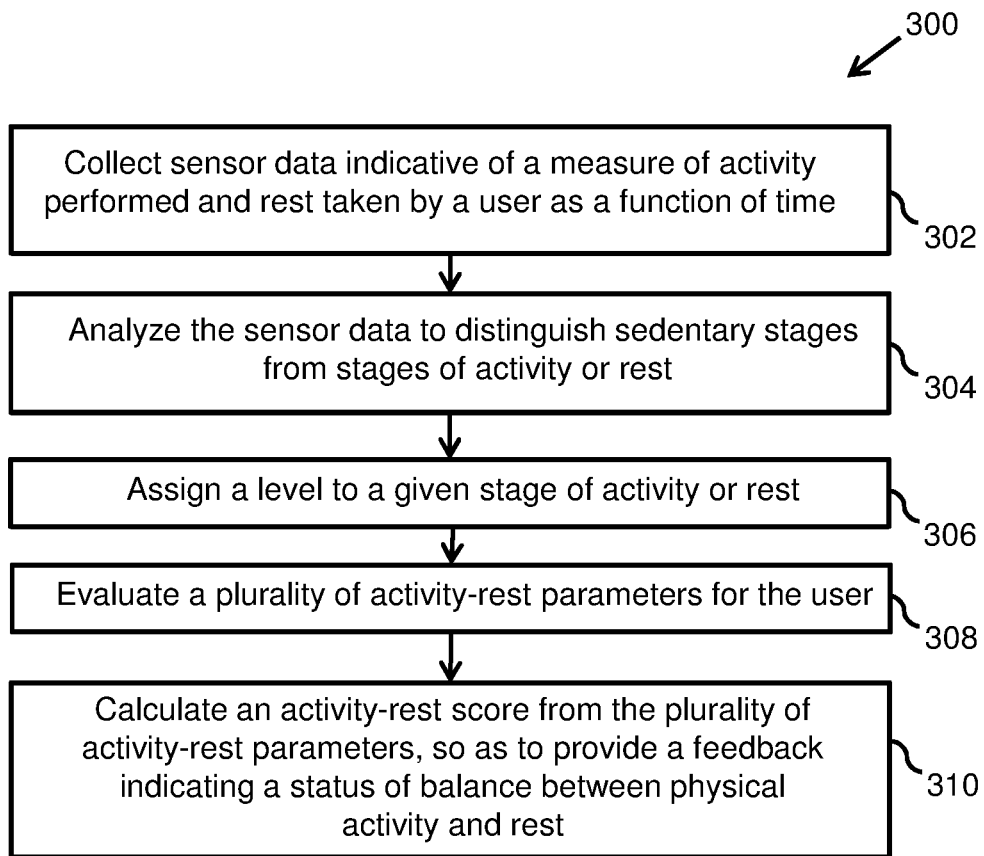 300
Collect sensor data indicative of a measure of activity
performed and rest taken by a user as a function of time
302
Analyze the sensor data to distinguish sedentary stages
from stages of activity or rest
304
Assign a level to a given stage of activity or rest
306
Evaluate a plurality of activity-rest parameters for the user
308
Calculate an activity-rest score from the plurality of
activity-rest parameters, so as to provide a feedback
indicating a status of balance between physical
activity and rest
310